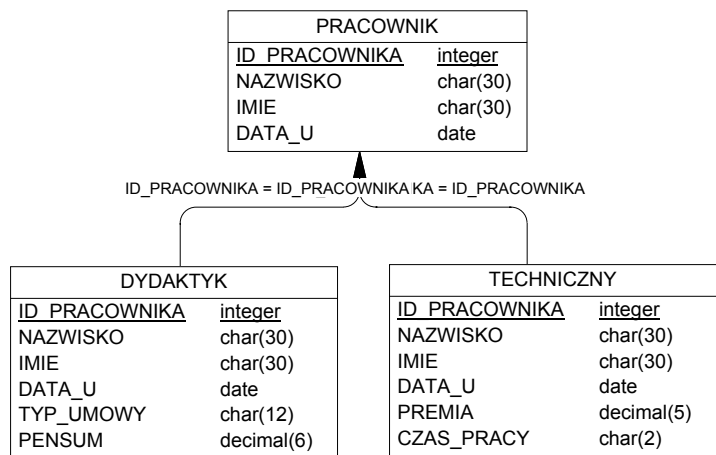 PRACOWNIK
ID_PRACOWNIKA integer
NAZWISKO char(30)
IMIE char(30)
DATA_U date
ID_PRACOWNIKA = ID_PRACOWNIKA KA = ID_PRACOWNIKA
DYDAKTYK
ID_PRACOWNIKA integer
NAZWISKO char(30)
IMIE char(30)
DATA_U date
TYP_UMOWY char(12)
PENSUM decimal(6)
TECHNICZNY
ID_PRACOWNIKA integer
NAZWISKO char(30)
IMIE char(30)
DATA_U date
PREMIA decimal(5)
CZAS_PRACY char(2)